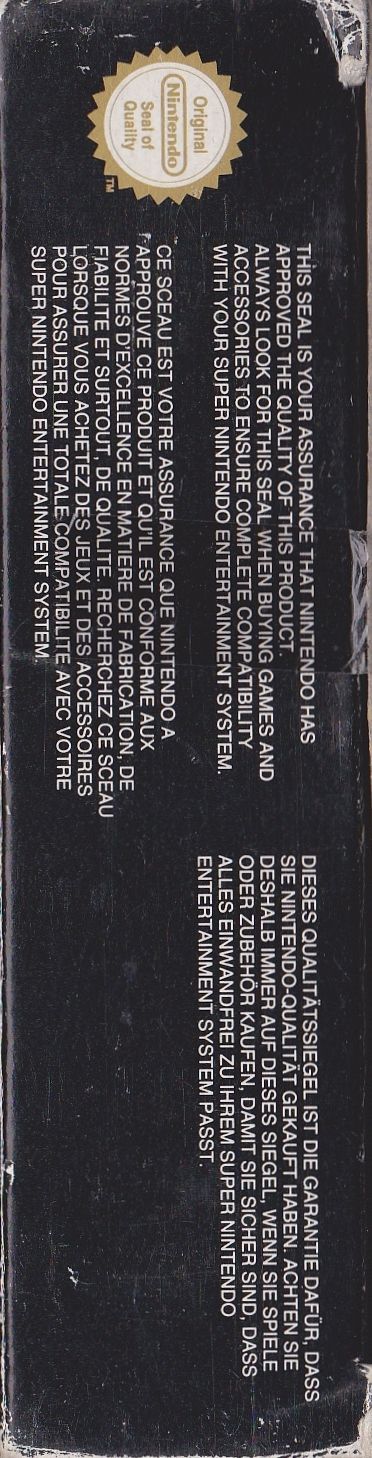 Original
Nintendo
Seal of
Quality
TM
THIS SEAL IS YOUR ASSURANCE THAT NINTENDO HAS
APPROVED THE QUALITY OF THIS PRODUCT.
ALWAYS LOOK FOR THIS SEAL WHEN BUYING GAMES AND
ACCESSORIES TO ENSURE COMPLETE COMPATIBILITY
WITH YOUR SUPER NINTENDO ENTERTAINMENT SYSTEM.
CE SCEAU EST VOTRE ASSURANCE QUE NINTENDO A
APPROUVE CE PRODUIT ET QU'IL EST CONFORME AUX
NORMES D'EXCELLENCE EN MATIERE DE FABRICATION, DE
FIABILITE ET SURTOUT, DE QUALITE. RECHERCHEZ CE SCEAU
LORSQUE VOUS ACHETEZ DES JEUX ET DES ACCESSOIRES
POUR ASSURER UNE TOTALE COMPATIBILITE AVEC VOTRE
SUPER NINTENDO ENTERTAINMENT SYSTEM.
DIESES QUALITÄTSSIEGEL IST DIE GARANTIE DAFÜR, DASS
SIE NINTENDO-QUALITÄT GEKAUFT HABEN. ACHTEN SIE
DESHALB IMMER AUF DIESES SIEGEL, WENN SIE SPIELE
ODER ZUBEHÖR KAUFEN, DAMIT SIE SICHER SIND, DASS
ALLES EINWANDFREI ZU IHREM SUPER NINTENDO
ENTERTAINMENT SYSTEM PASST.